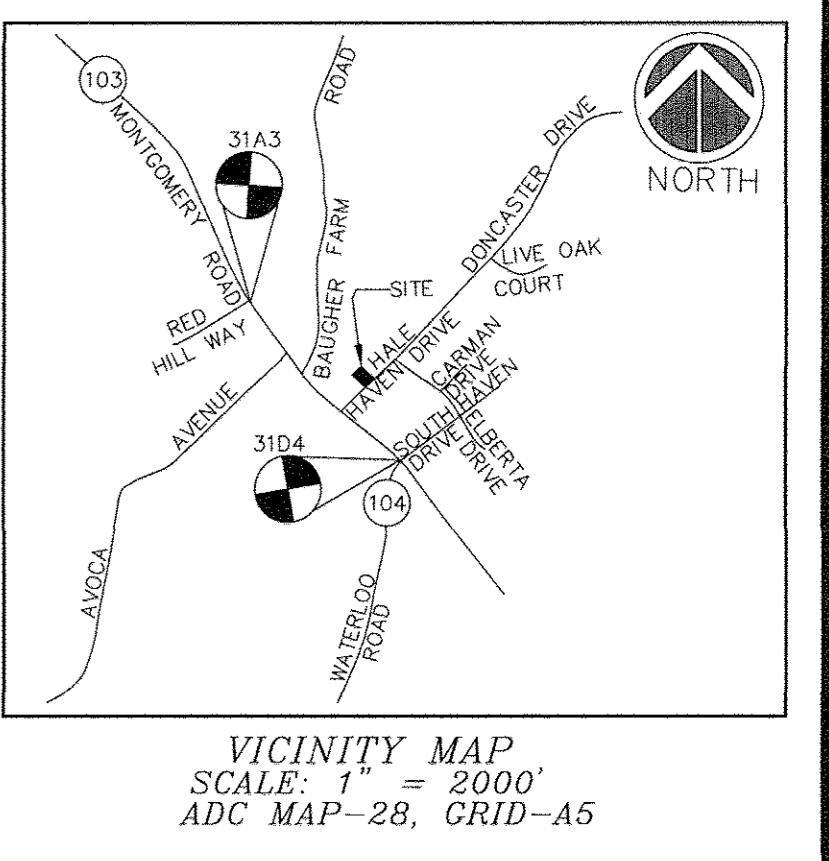 103
MONTGOMERY
ROAD
31A3
ROAD
BAUGHER FARM
DONCASTER DRIVE
NORTH
LIVE OAK
COURT
SITE
RED
HILL WAY
HALE
HAVEN DRIVE
CARMAN
DRIVE
SOUTH HAVEN
DRIVE
ELBERTA
DRIVE
AVENUE
AVOCA
31D4
104
WATERLOO
ROAD
VICINITY MAP
SCALE: 1" = 2000'
ADC MAP-28, GRID-A5